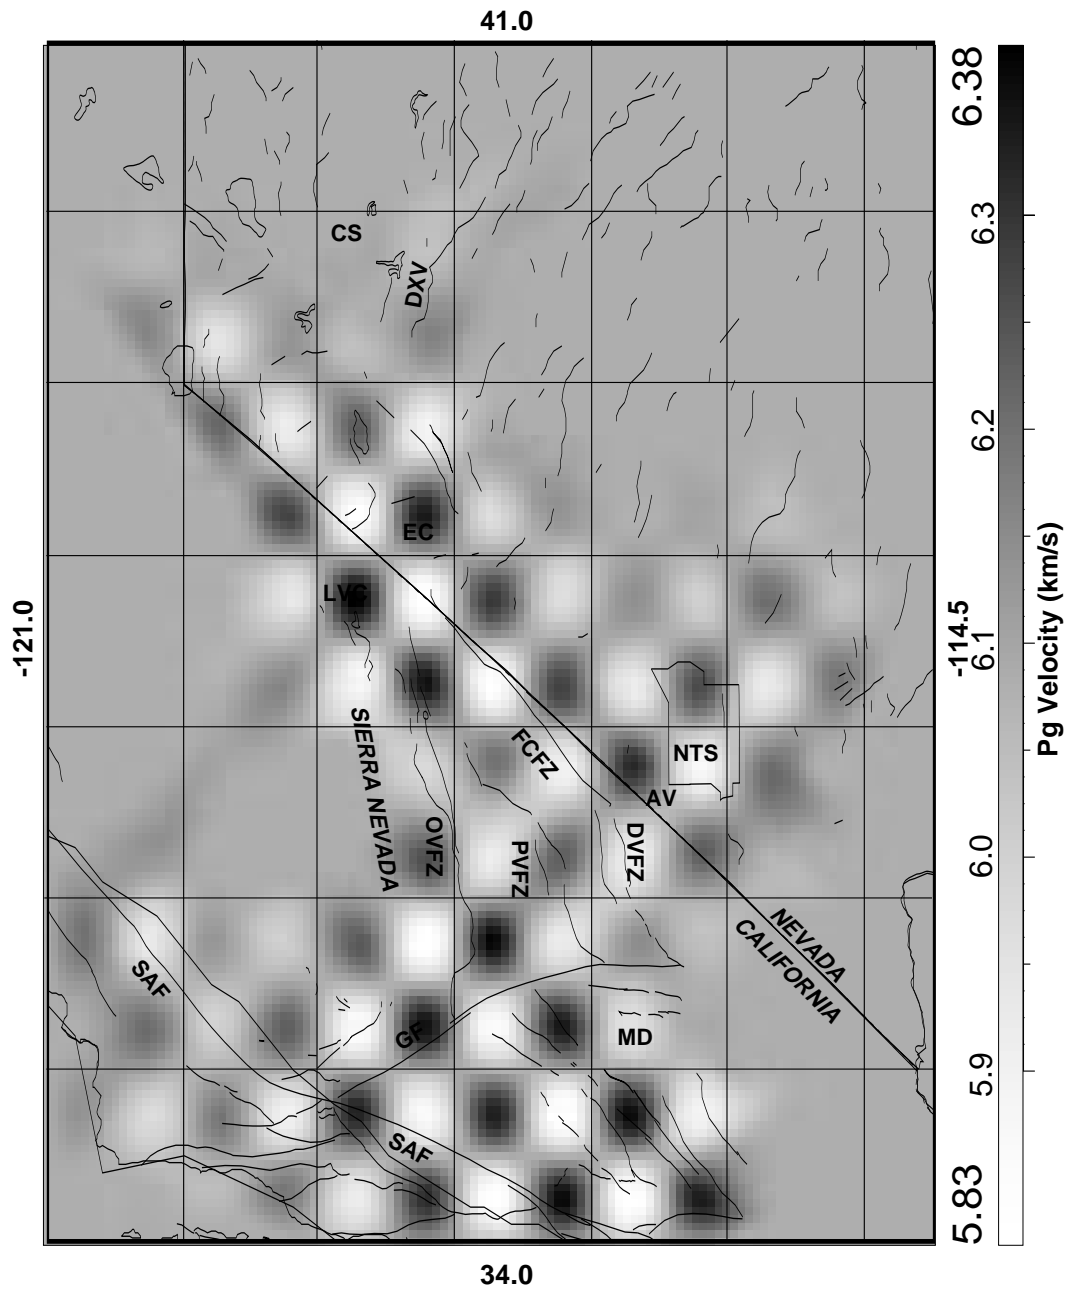 41.0
6.38
6.3
CS
DXV
6.2
EC
Pg Velocity (km/s)
LVC
-121.0
-114.5
6.1
SIERRA NEVADA
FCFZ
NTS
AV
OVFZ
PVFZ
DVFZ
6.0
NEVADA
CALIFORNIA
SAF
GF
MD
5.9
SAF
5.83
34.0